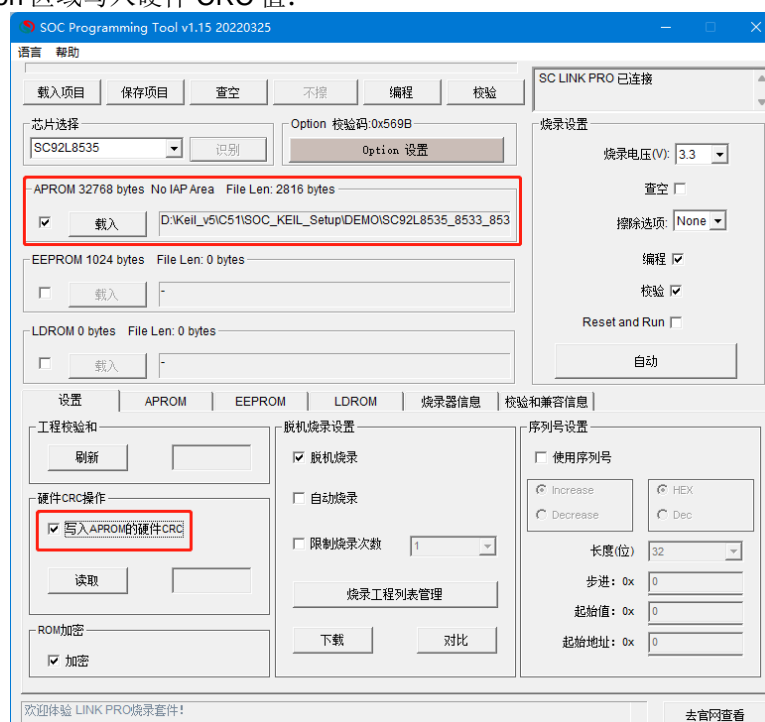 on 区域写入硬件 CRC 值：
SOC Programming Tool v1.15 20220325
语言 帮助
载入项目 保存项目 查空 不擦 编程 校验
SC LINK PRO 已连接
芯片选择
SC92L8535 识别
Option 校验码:0x569B
Option 设置
APROM 32768 bytes No IAP Area File Len: 2816 bytes
载入 D:\Keil_v5\C51\SOC_KEIL_Setup\DEMO\SC92L8535_8533_853
EEPROM 1024 bytes File Len: 0 bytes
载入 -
LDROM 0 bytes File Len: 0 bytes
载入 -
烧录设置
烧录电压(V): 3.3
查空
擦除选项: None
编程
校验
Reset and Run
自动
设置 APROM EEPROM LDROM 烧录器信息 校验和兼容信息
工程校验和
刷新
硬件CRC操作
写入APROM的硬件CRC
读取
ROM加密
加密
脱机烧录设置
脱机烧录
自动烧录
限制烧录次数 1
烧录工程列表管理
下载 对比
序列号设置
使用序列号
Increase HEX
Decrease Dec
长度(位) 32
步进: 0x 0
起始值: 0x 0
起始地址: 0x 0
欢迎体验 LINK PRO烧录套件!
去官网查看